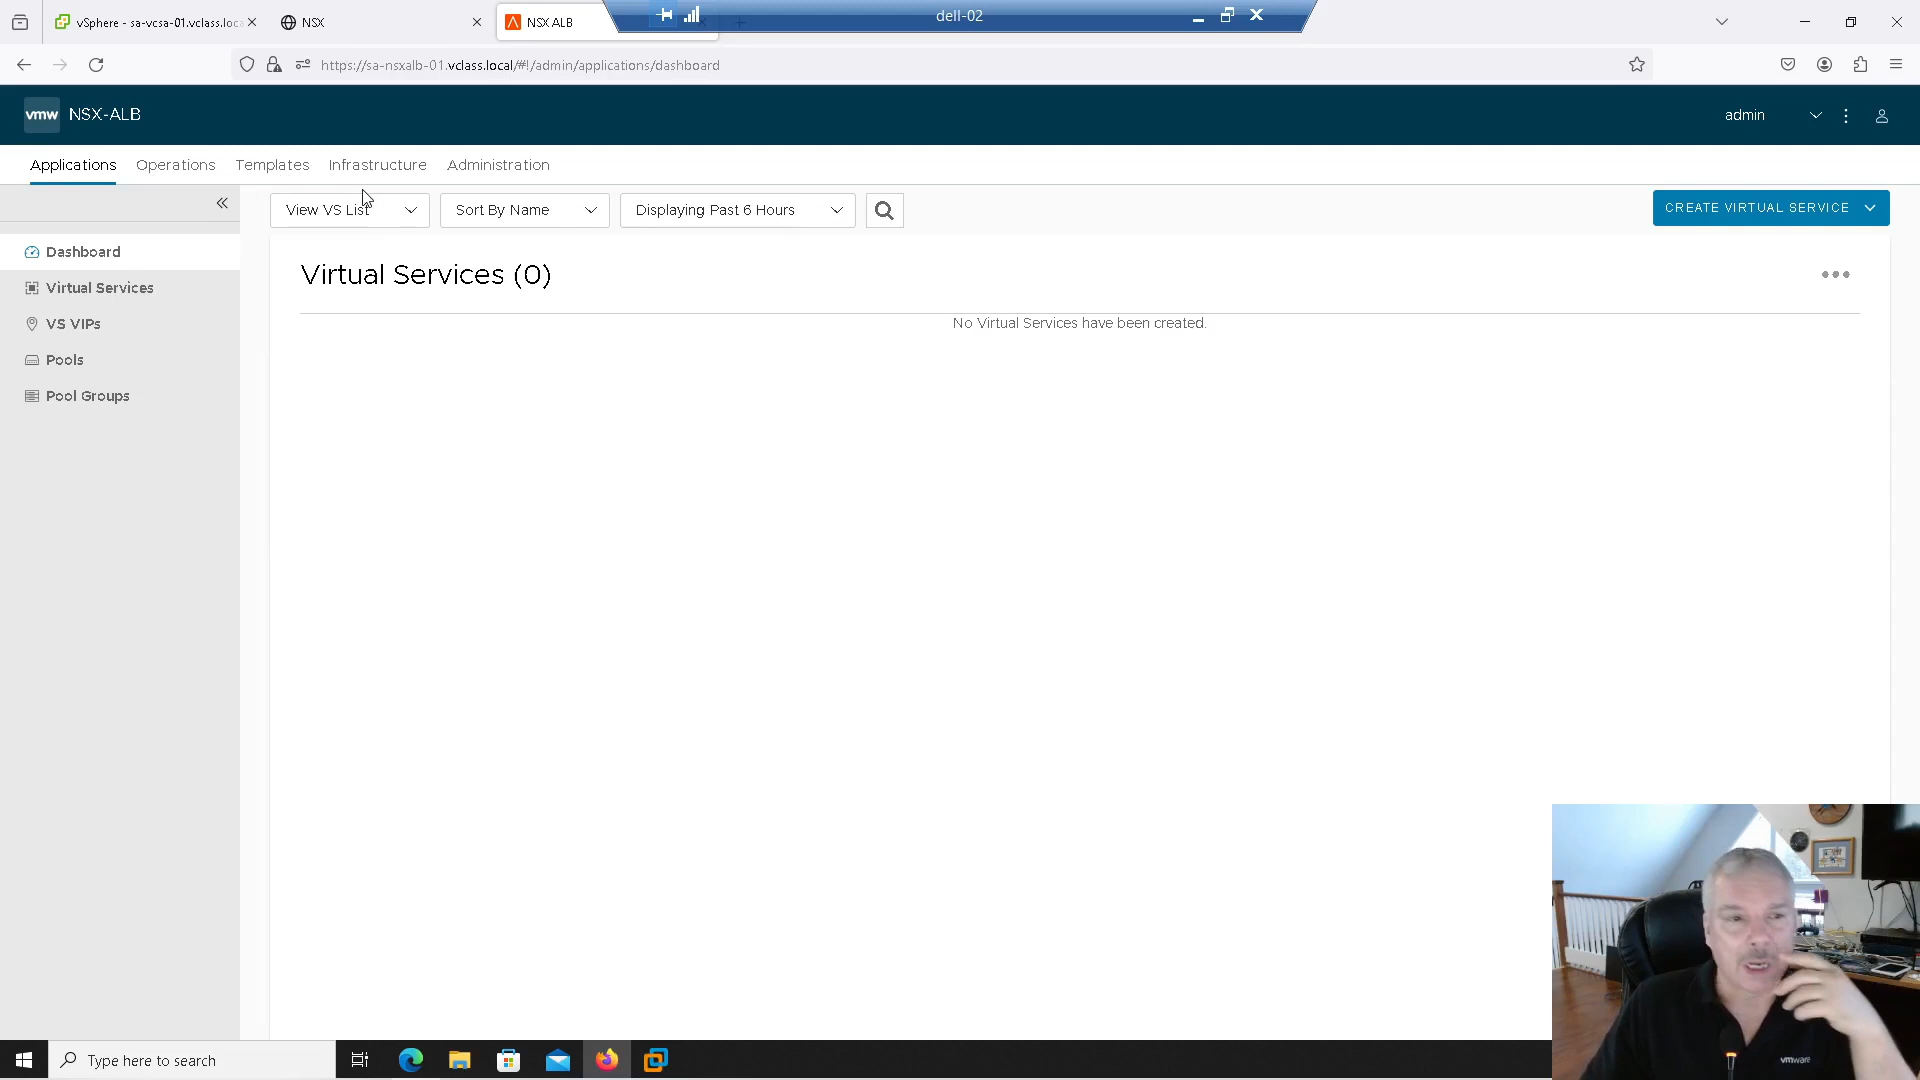 vSphere - sa-vcsa-01.vclass.loca
NSX
NSX ALB
dell-02
https://sa-nsxalb-01.vclass.local/#!/admin/applications/dashboard
vmw NSX-ALB
admin
Applications Operations Templates Infrastructure Administration
View VS List
Sort By Name
Displaying Past 6 Hours
CREATE VIRTUAL SERVICE
Dashboard
Virtual Services
VS VIPs
Pools
Pool Groups
Virtual Services (0)
No Virtual Services have been created.
vmware
Type here to search